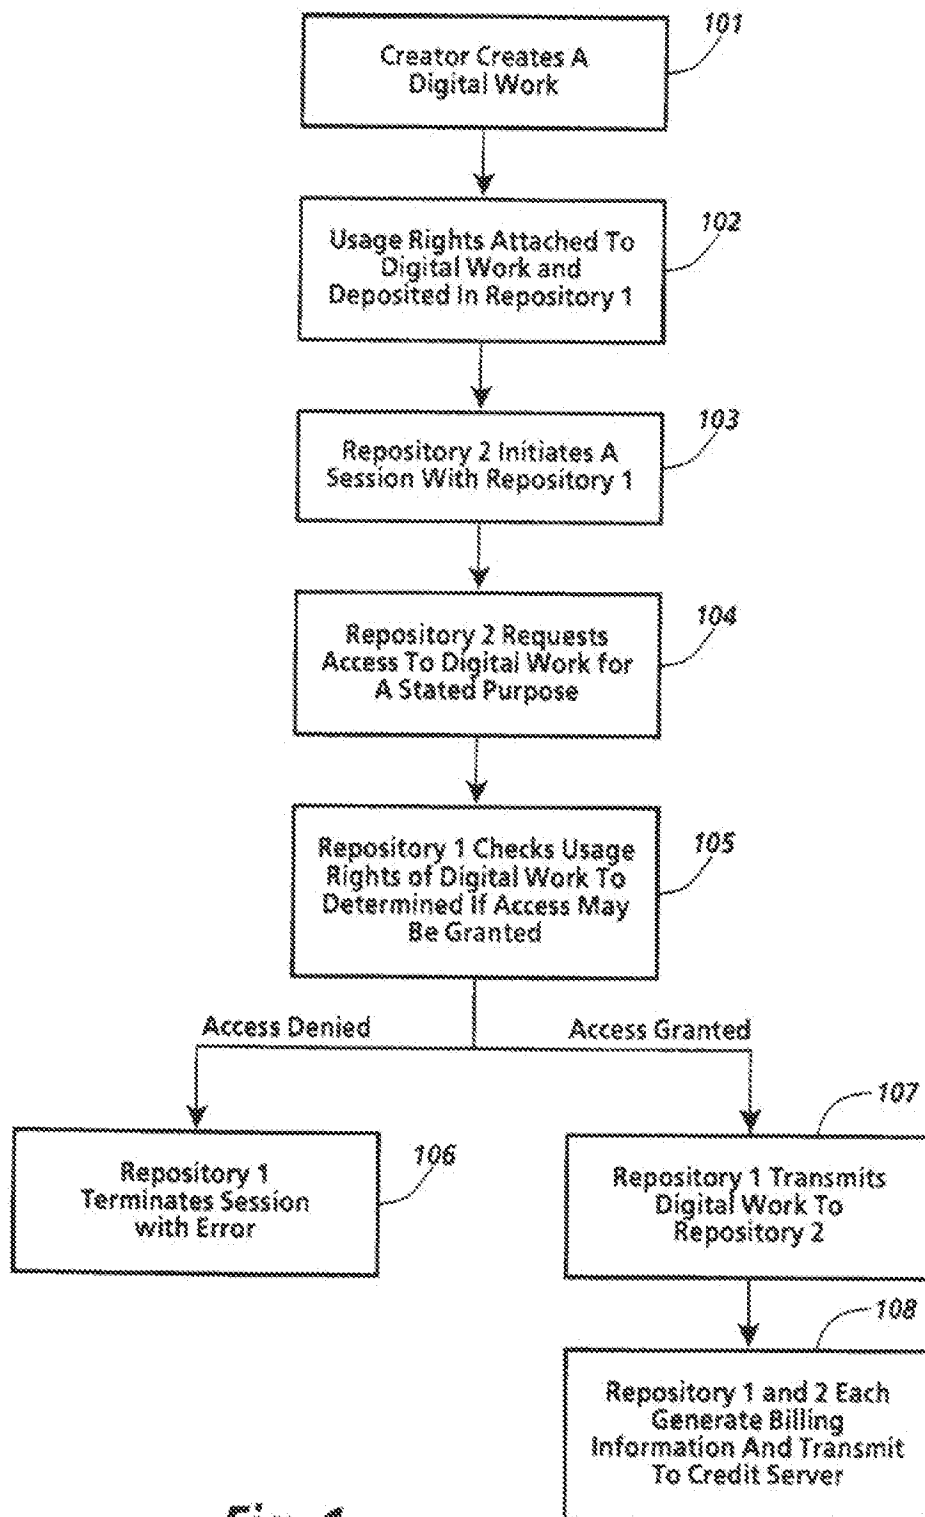 101
Creator Creates A
Digital Work
102
Usage Rights Attached To
Digital Work and
Deposited In Repository 1
103
Repository 2 Initiates A
Session With Repository 1
104
Repository 2 Requests
Access To Digital Work for
A Stated Purpose
105
Repository 1 Checks Usage
Rights of Digital Work To
Determined If Access May
Be Granted
Access Denied
Access Granted
106
Repository 1
Terminates Session
with Error
107
Repository 1 Transmits
Digital Work To
Repository 2
108
Repository 1 and 2 Each
Generate Billing
Information And Transmit
To Credit Server